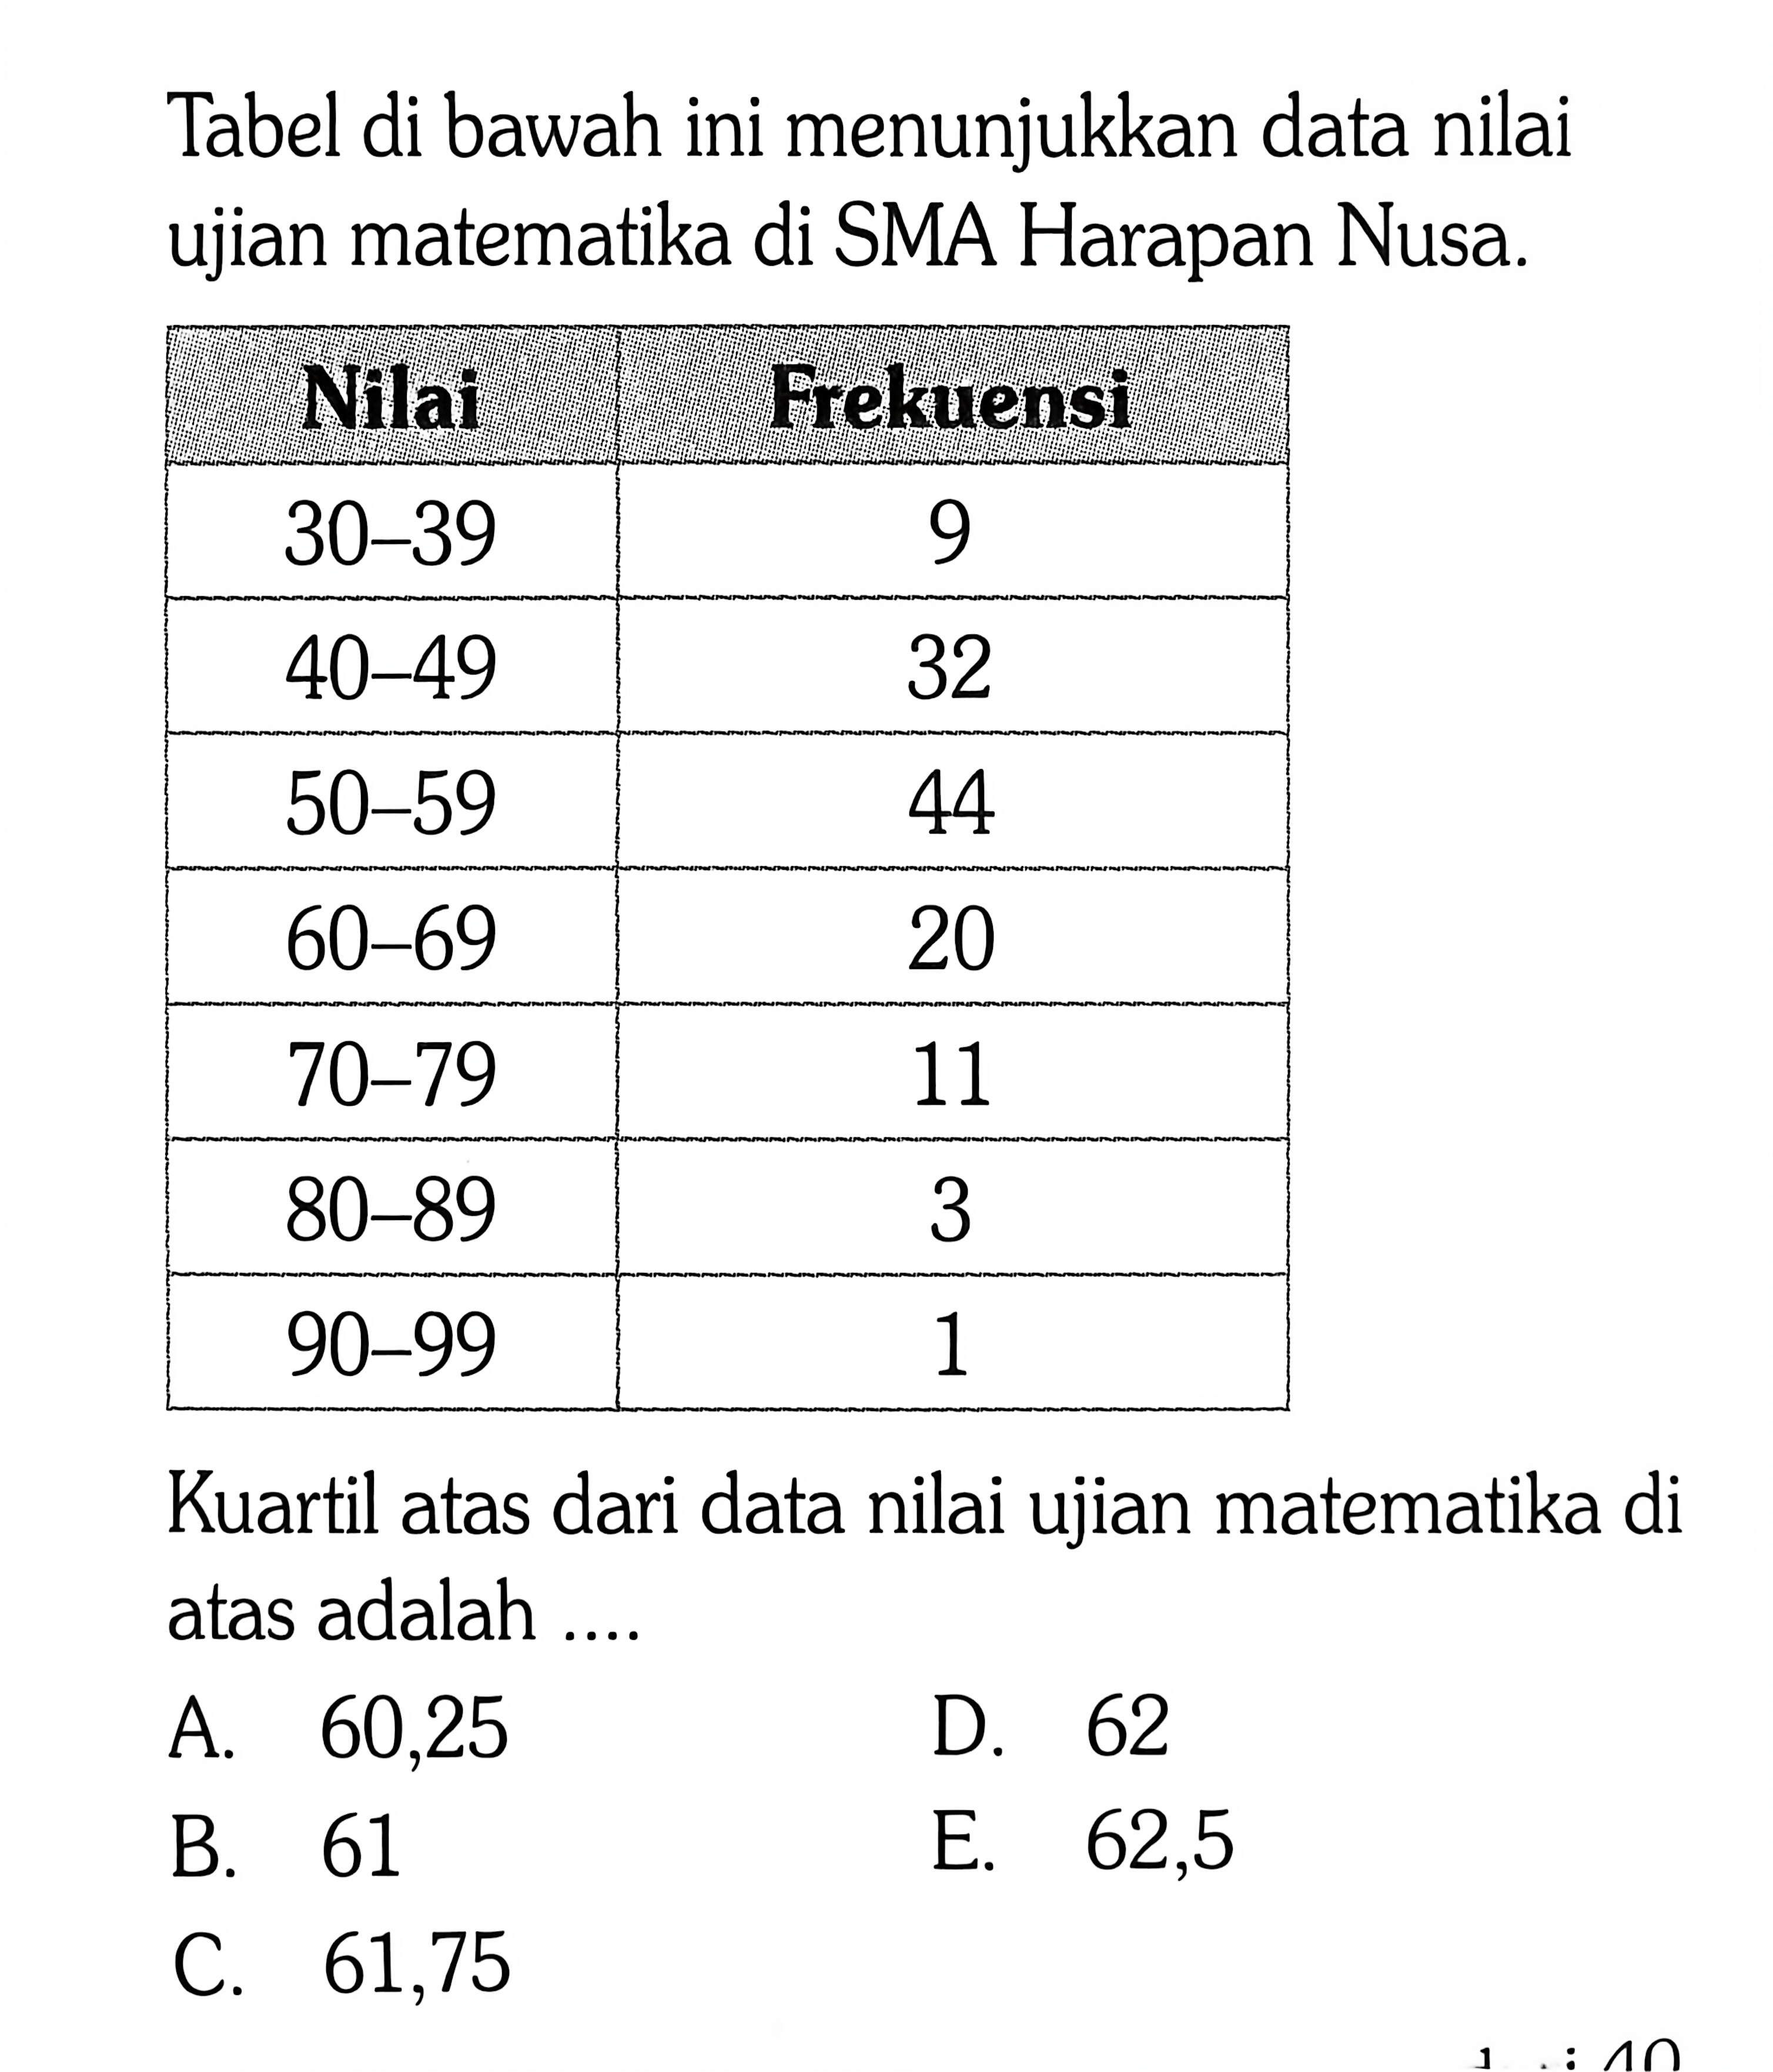 Tabel di bawah ini menunjukkan data nilai
ujian matematika di SMA Harapan Nusa.
Nilai Frekuensi
30–39 9
40–49 32
50–59 44
60–69 20
70–79 11
80–89 3
90–99 1
Kuartil atas dari data nilai ujian matematika di
atas adalah ....
A. 60,25 D. 62
B. 61 E. 62,5
C. 61,75